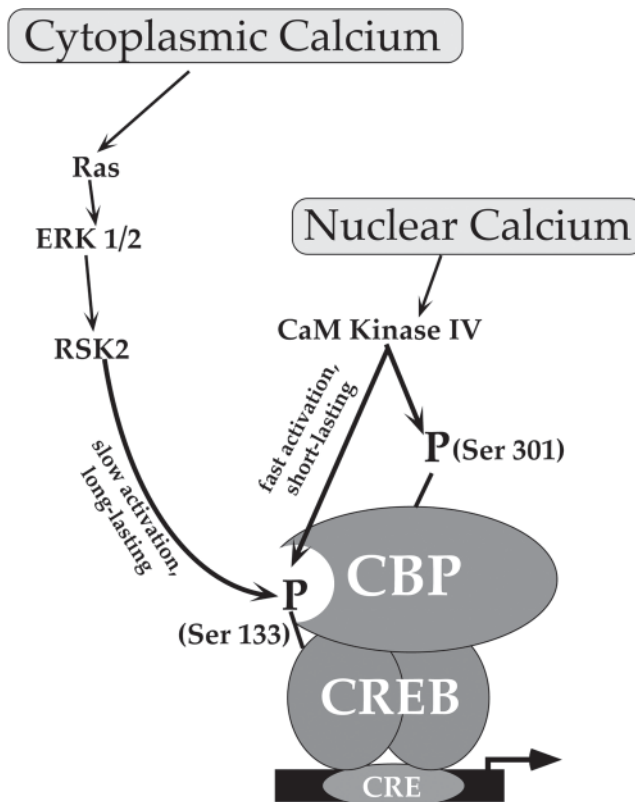 Cytoplasmic Calcium
Ras
ERK 1/2
RSK2
slow activation,
long-lasting
Nuclear Calcium
CaM Kinase IV
fast activation,
short-lasting
P (Ser 301)
CBP
P
(Ser 133)
CREB
CRE